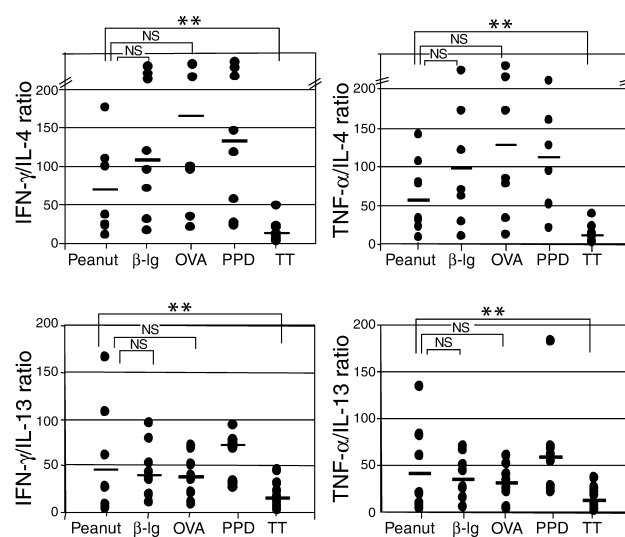 **
NS
NS
IFN-γ/IL-4 ratio
200
150
100
50
0
Peanut β-lg OVA PPD TT
**
NS
NS
TNF-α/IL-4 ratio
200
150
100
50
0
Peanut β-lg OVA PPD TT
**
NS
NS
IFN-γ/IL-13 ratio
200
150
100
50
0
Peanut β-lg OVA PPD TT
**
NS
NS
TNF-α/IL-13 ratio
200
150
100
50
0
Peanut β-lg OVA PPD TT